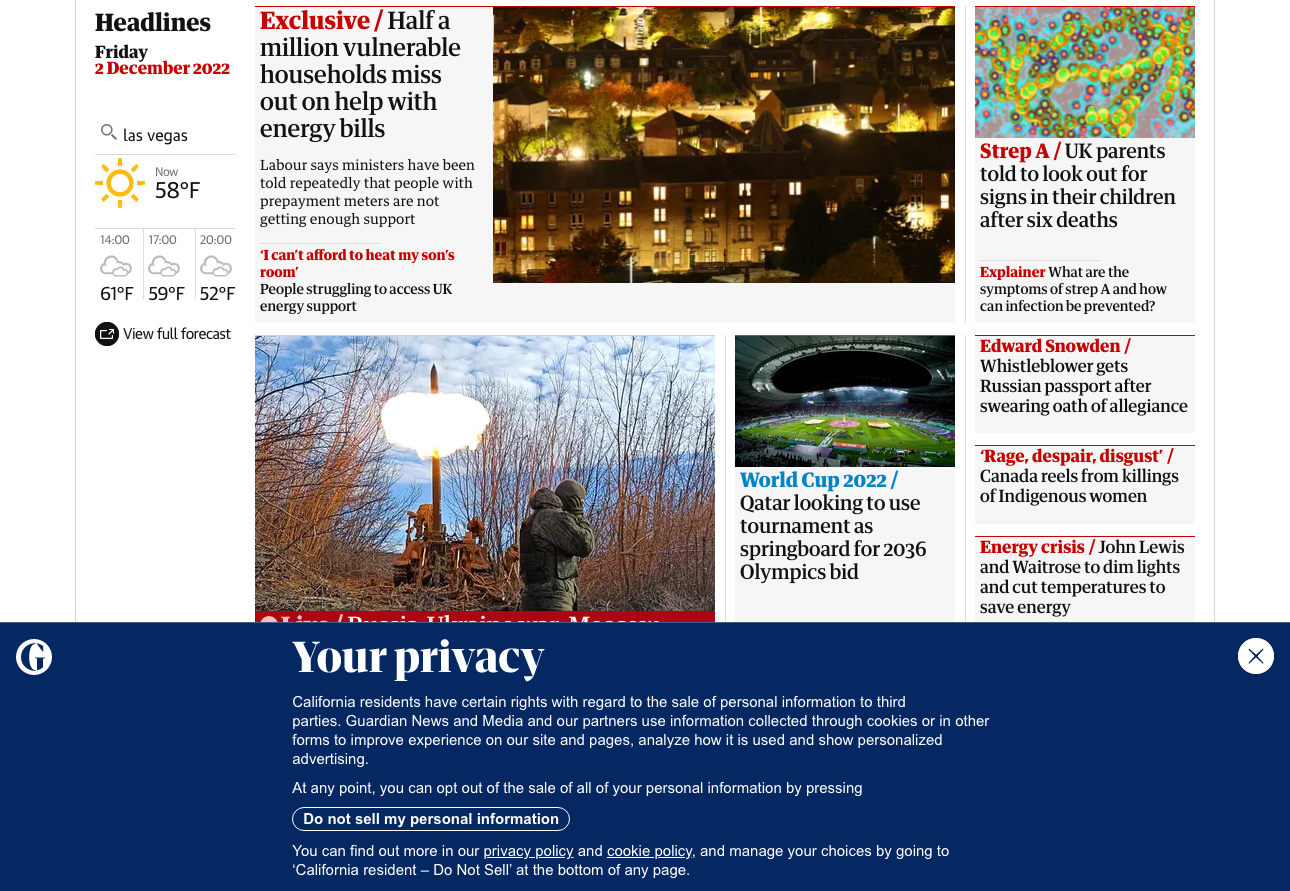 Headlines
Friday
2 December 2022
las vegas
Now
58°F
14:00
17:00
20:00
61°F
59°F
52°F
View full forecast
Exclusive / Half a
million vulnerable
households miss
out on help with
energy bills
Labour says ministers have been
told repeatedly that people with
prepayment meters are not
getting enough support
‘I can’t afford to heat my son’s
room’
People struggling to access UK
energy support
Strep A / UK parents
told to look out for
signs in their children
after six deaths
Explainer What are the
symptoms of strep A and how
can infection be prevented?
Live / Russia-Ukraine war: Moscow
World Cup 2022 /
Qatar looking to use
tournament as
springboard for 2036
Olympics bid
Edward Snowden /
Whistleblower gets
Russian passport after
swearing oath of allegiance
‘Rage, despair, disgust’ /
Canada reels from killings
of Indigenous women
Energy crisis / John Lewis
and Waitrose to dim lights
and cut temperatures to
save energy
Your privacy
California residents have certain rights with regard to the sale of personal information to third
parties. Guardian News and Media and our partners use information collected through cookies or in other
forms to improve experience on our site and pages, analyze how it is used and show personalized
advertising.
At any point, you can opt out of the sale of all of your personal information by pressing
Do not sell my personal information
You can find out more in our privacy policy and cookie policy, and manage your choices by going to
‘California resident – Do Not Sell’ at the bottom of any page.